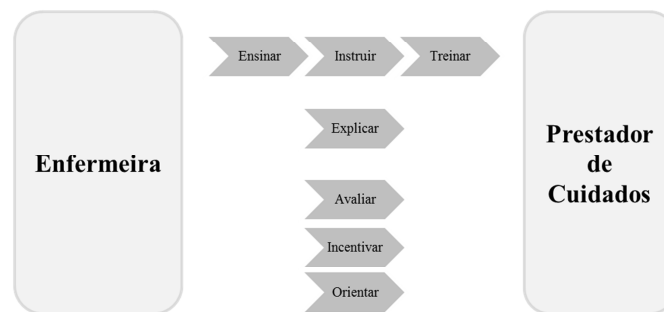 Ensinar Instruir Treinar
Explicar
Enfermeira
Prestador
de
Cuidados
Avaliar
Incentivar
Orientar